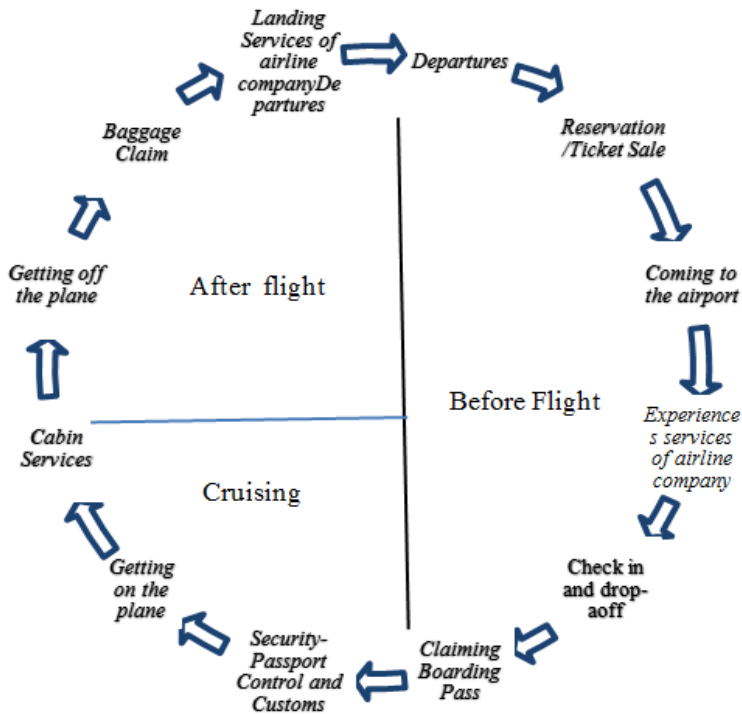 Landing
Services of
airline
companyDe
partures
Departures
Reservation
/Ticket Sale
Coming to
the airport
Experience
s services
of airline
company
Check in
and drop-
aoff
Claiming
Boarding
Pass
Security-
Passport
Control and
Customs
Getting
on the
plane
Cabin
Services
Getting off
the plane
Baggage
Claim
After flight
Before Flight
Cruising